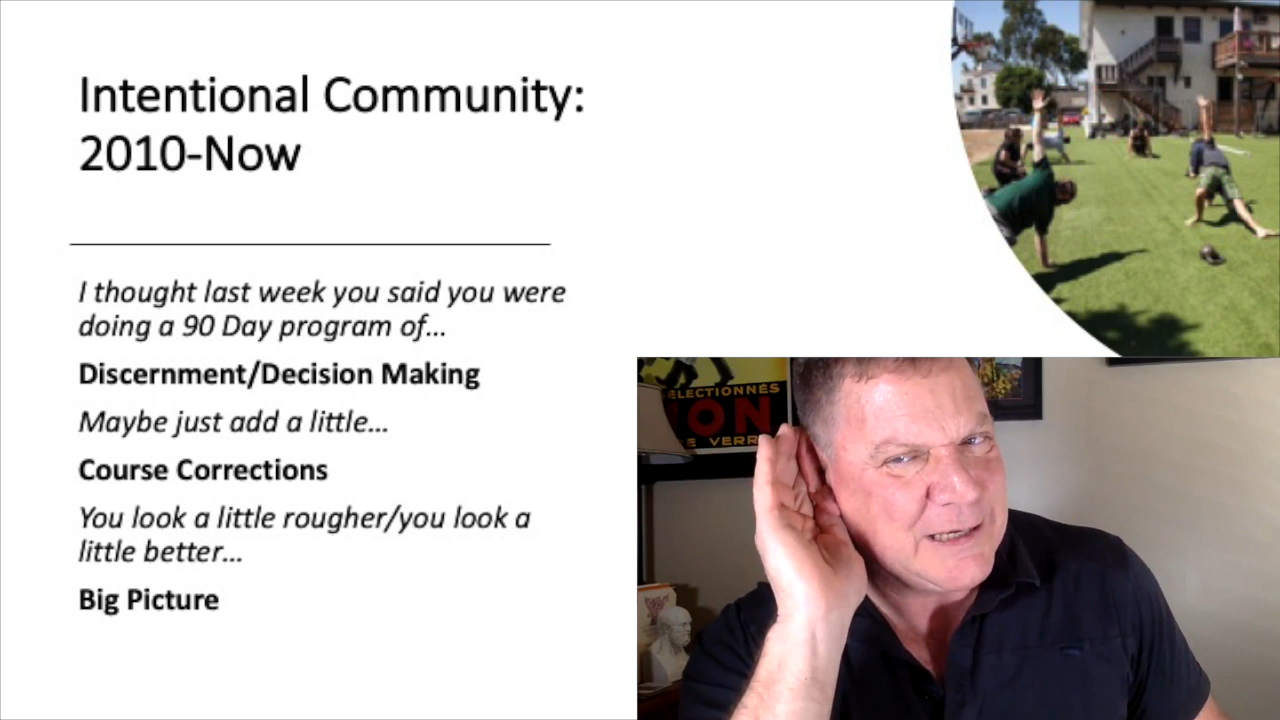 Intentional Community:
2010-Now
I thought last week you said you were
doing a 90 Day program of...
Discernment/Decision Making
Maybe just add a little...
Course Corrections
You look a little rougher/you look a
little better...
Big Picture
ÉLECTIONNÉS
ON
E VERR